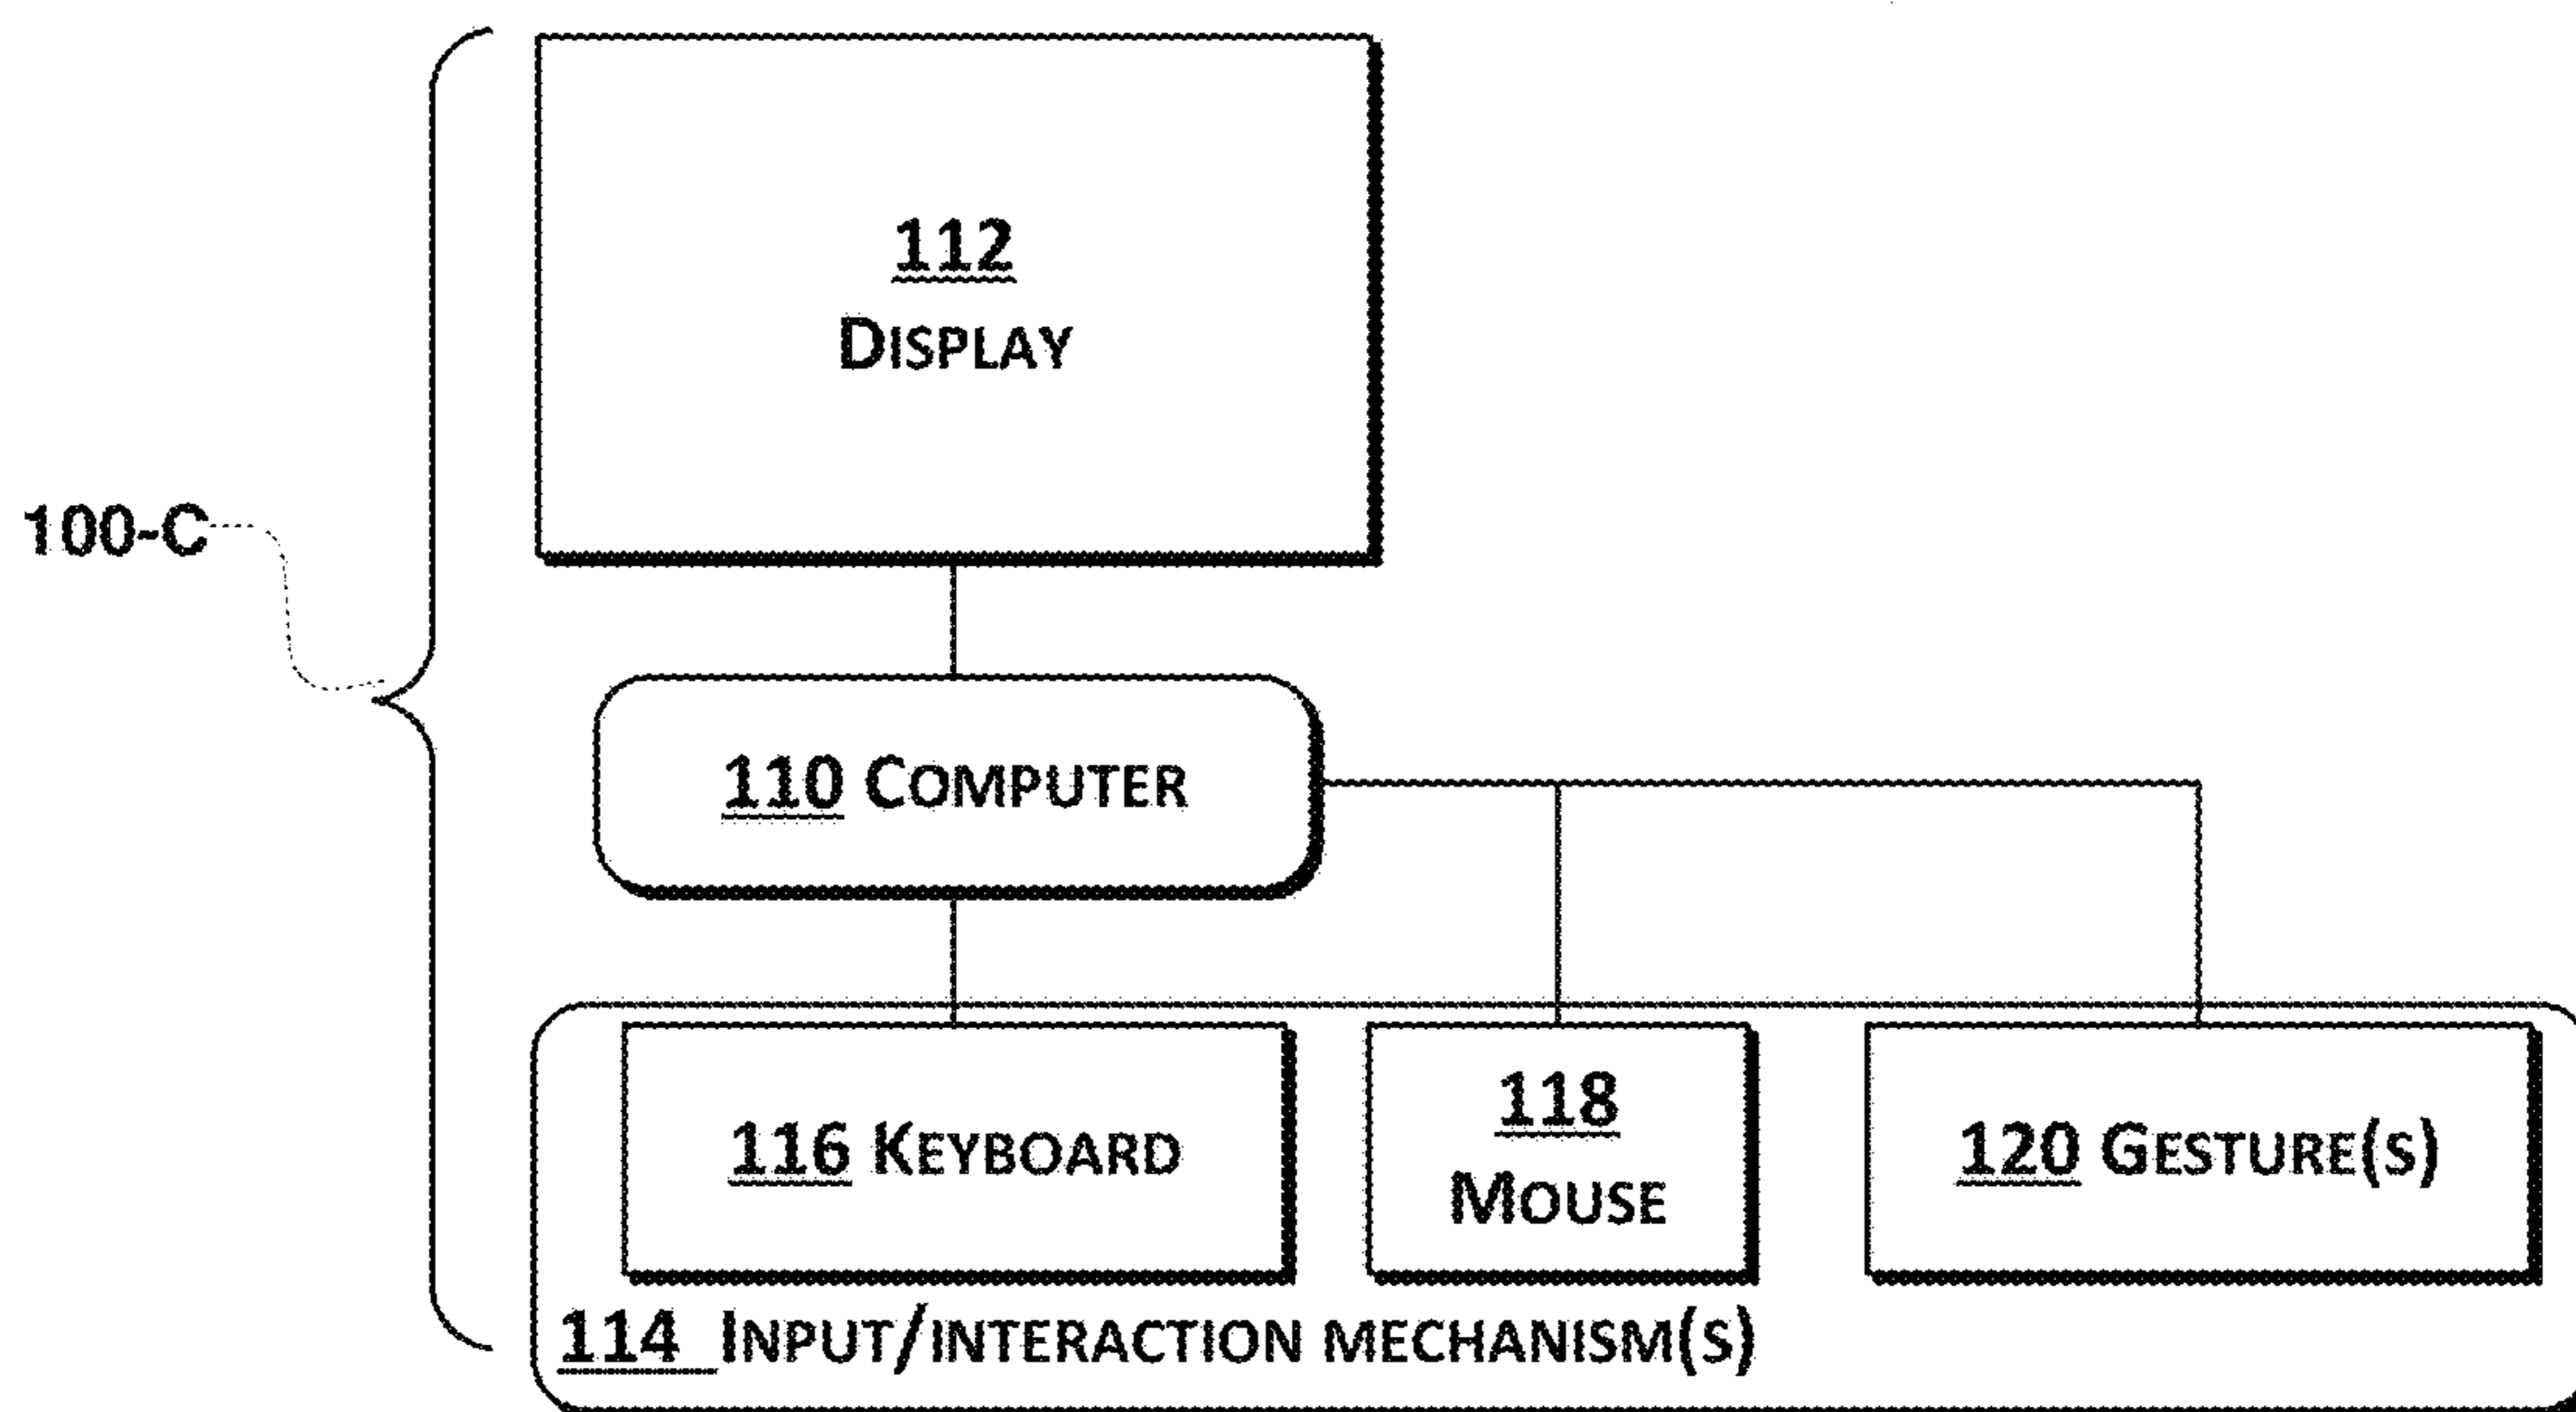 112
DISPLAY
100-C
110 COMPUTER
116 KEYBOARD
118
MOUSE
120 GESTURE(S)
114 INPUT/INTERACTION MECHANISM(S)